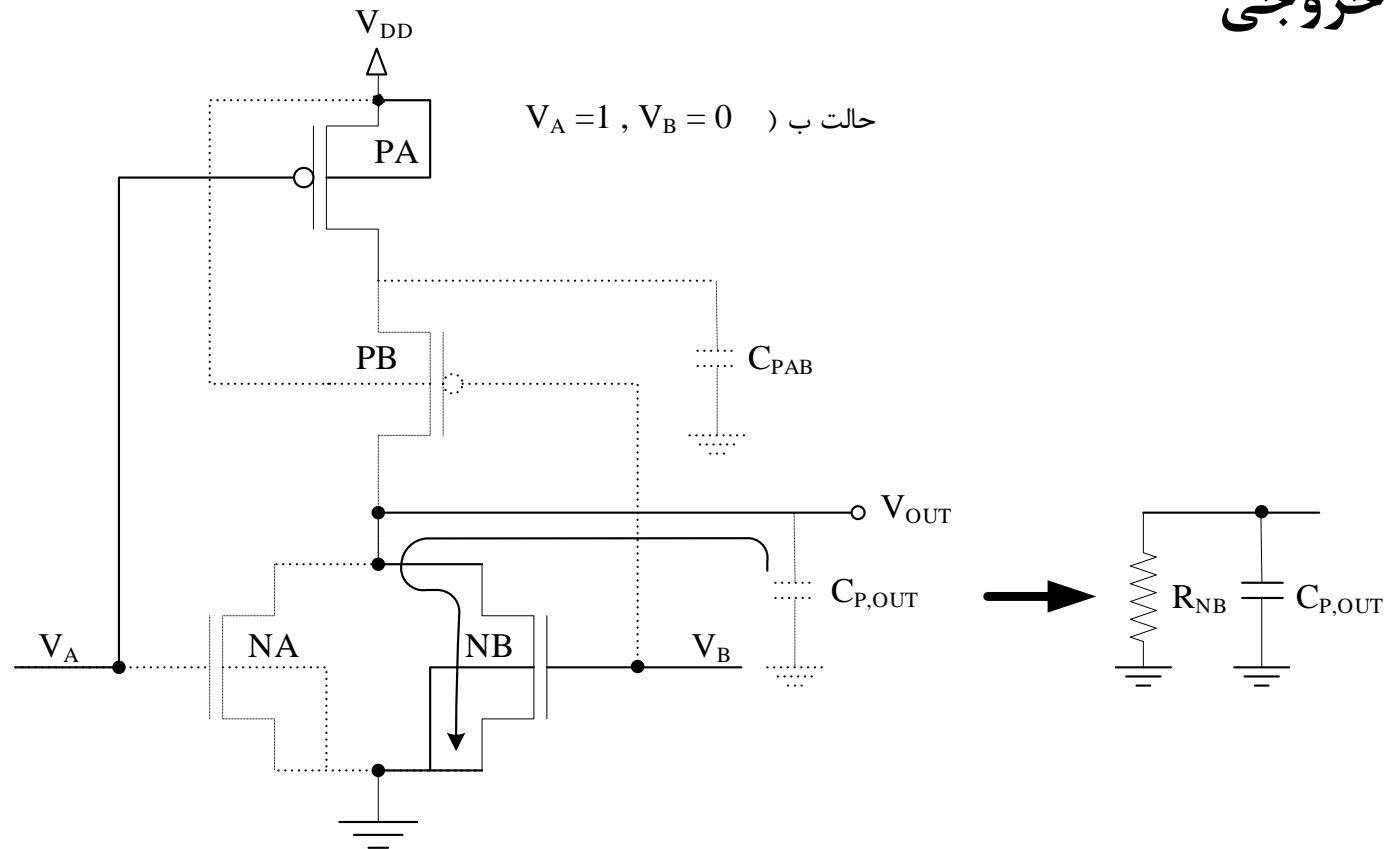 خروجی
V_DD
حالت ب ) V_A =1 , V_B = 0
PA
PB
C_PAB
V_OUT
C_P,OUT
R_NB
C_P,OUT
V_A
NA
NB
V_B